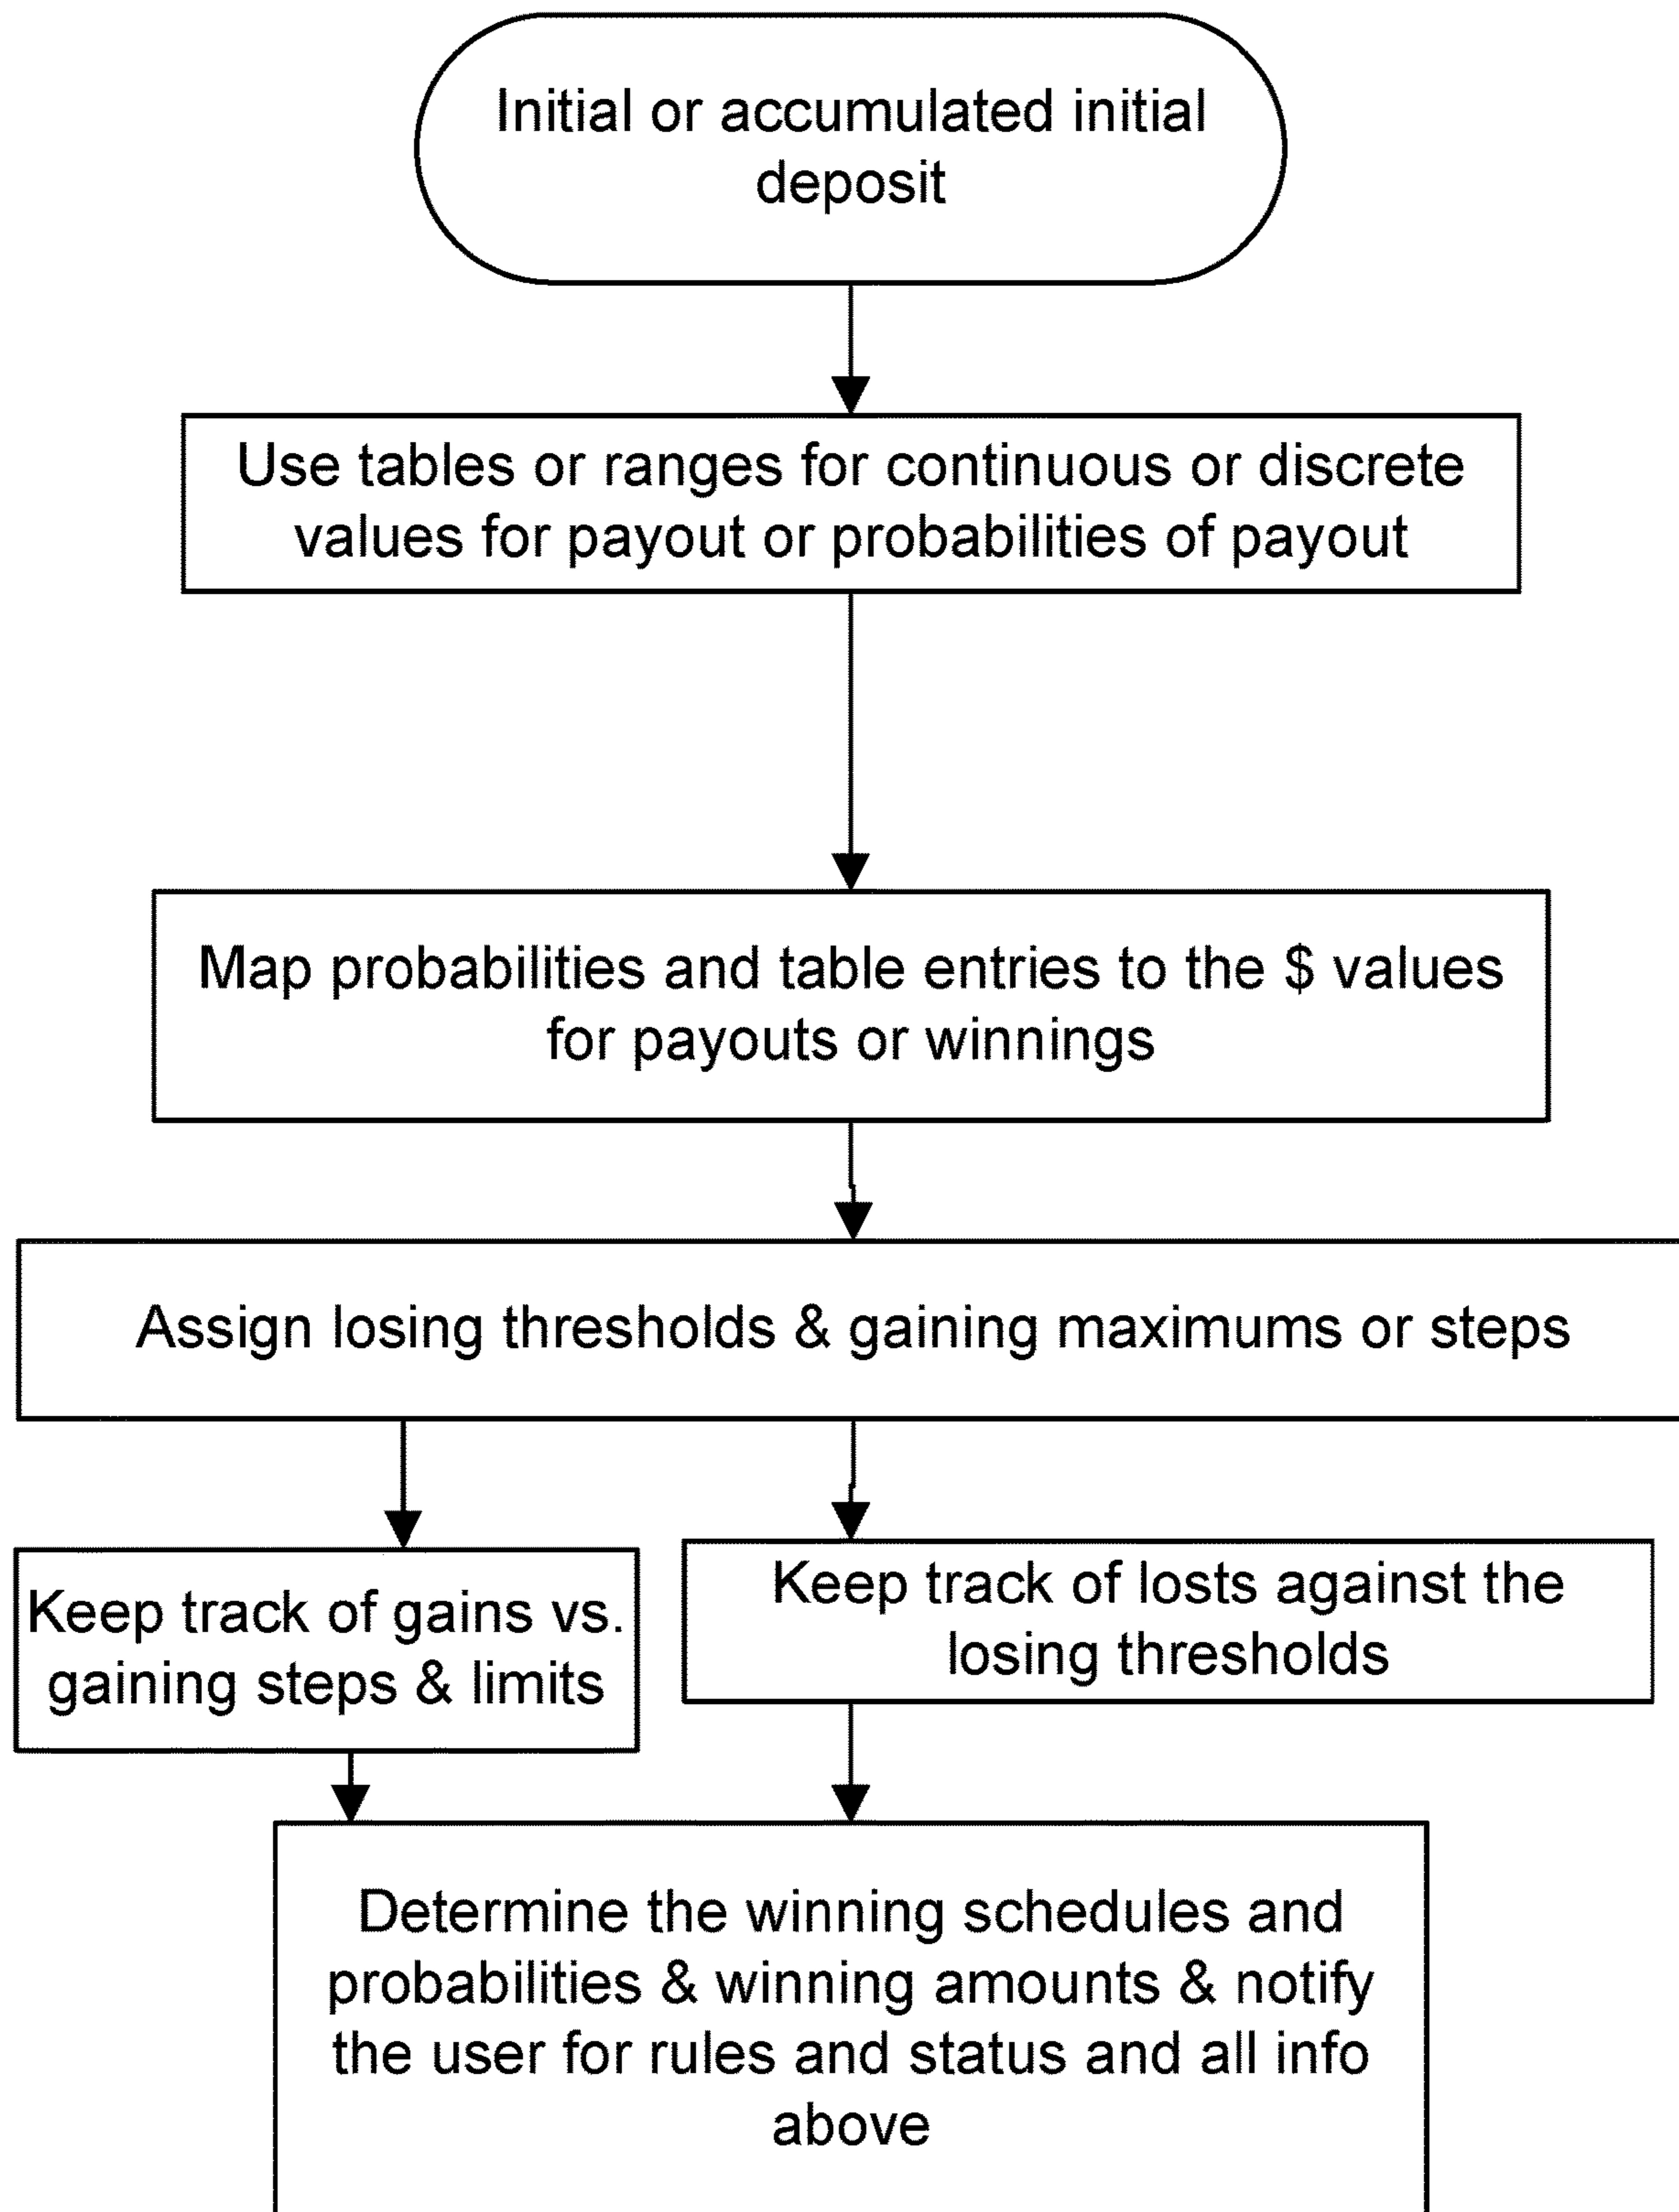 Initial or accumulated initial
deposit
Use tables or ranges for continuous or discrete
values for payout or probabilities of payout
Map probabilities and table entries to the $ values
for payouts or winnings
Assign losing thresholds & gaining maximums or steps
Keep track of gains vs.
gaining steps & limits
Keep track of losts against the
losing thresholds
Determine the winning schedules and
probabilities & winning amounts & notify
the user for rules and status and all info
above